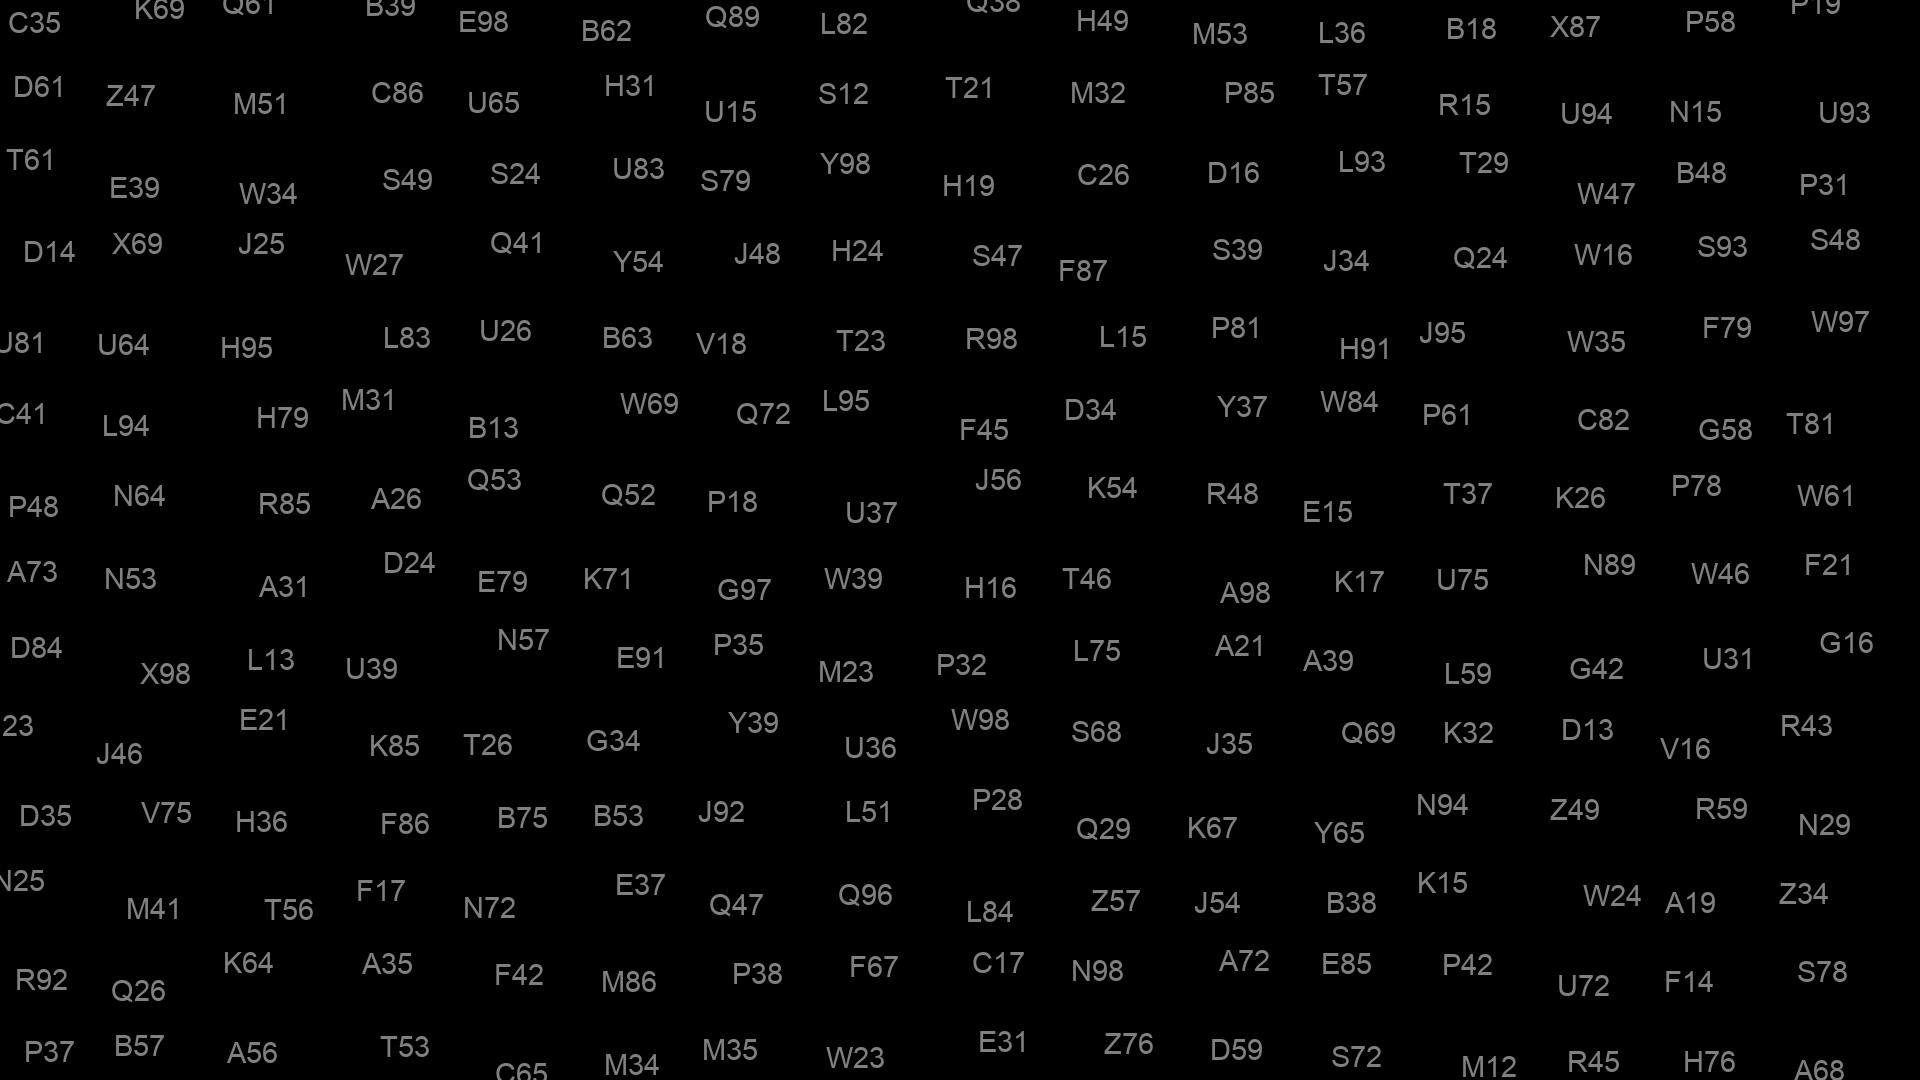 C35 K69 Q61 B39 E98 B62 Q89 L82 Q38 H49 M53 L36 B18 X87 P58 P19
D61 Z47 M51 C86 U65 H31 U15 S12 T21 M32 P85 T57 R15 U94 N15 U93
T61 E39 W34 S49 S24 U83 S79 Y98 H19 C26 D16 L93 T29 W47 B48 P31
D14 X69 J25 W27 Q41 Y54 J48 H24 S47 F87 S39 J34 Q24 W16 S93 S48
U81 U64 H95 L83 U26 B63 V18 T23 R98 L15 P81 H91 J95 W35 F79 W97
C41 L94 H79 M31 B13 W69 Q72 L95 F45 D34 Y37 W84 P61 C82 G58 T81
P48 N64 R85 A26 Q53 Q52 P18 U37 J56 K54 R48 E15 T37 K26 P78 W61
A73 N53 A31 D24 E79 K71 G97 W39 H16 T46 A98 K17 U75 N89 W46 F21
D84 X98 L13 U39 N57 E91 P35 M23 P32 L75 A21 A39 L59 G42 U31 G16
23 J46 E21 K85 T26 G34 Y39 U36 W98 S68 J35 Q69 K32 D13 V16 R43
D35 V75 H36 F86 B75 B53 J92 L51 P28 Q29 K67 Y65 N94 Z49 R59 N29
N25 M41 T56 F17 N72 E37 Q47 Q96 L84 Z57 J54 B38 K15 W24 A19 Z34
R92 Q26 K64 A35 F42 M86 P38 F67 C17 N98 A72 E85 P42 U72 F14 S78
P37 B57 A56 T53 C65 M34 M35 W23 E31 Z76 D59 S72 M12 R45 H76 A68